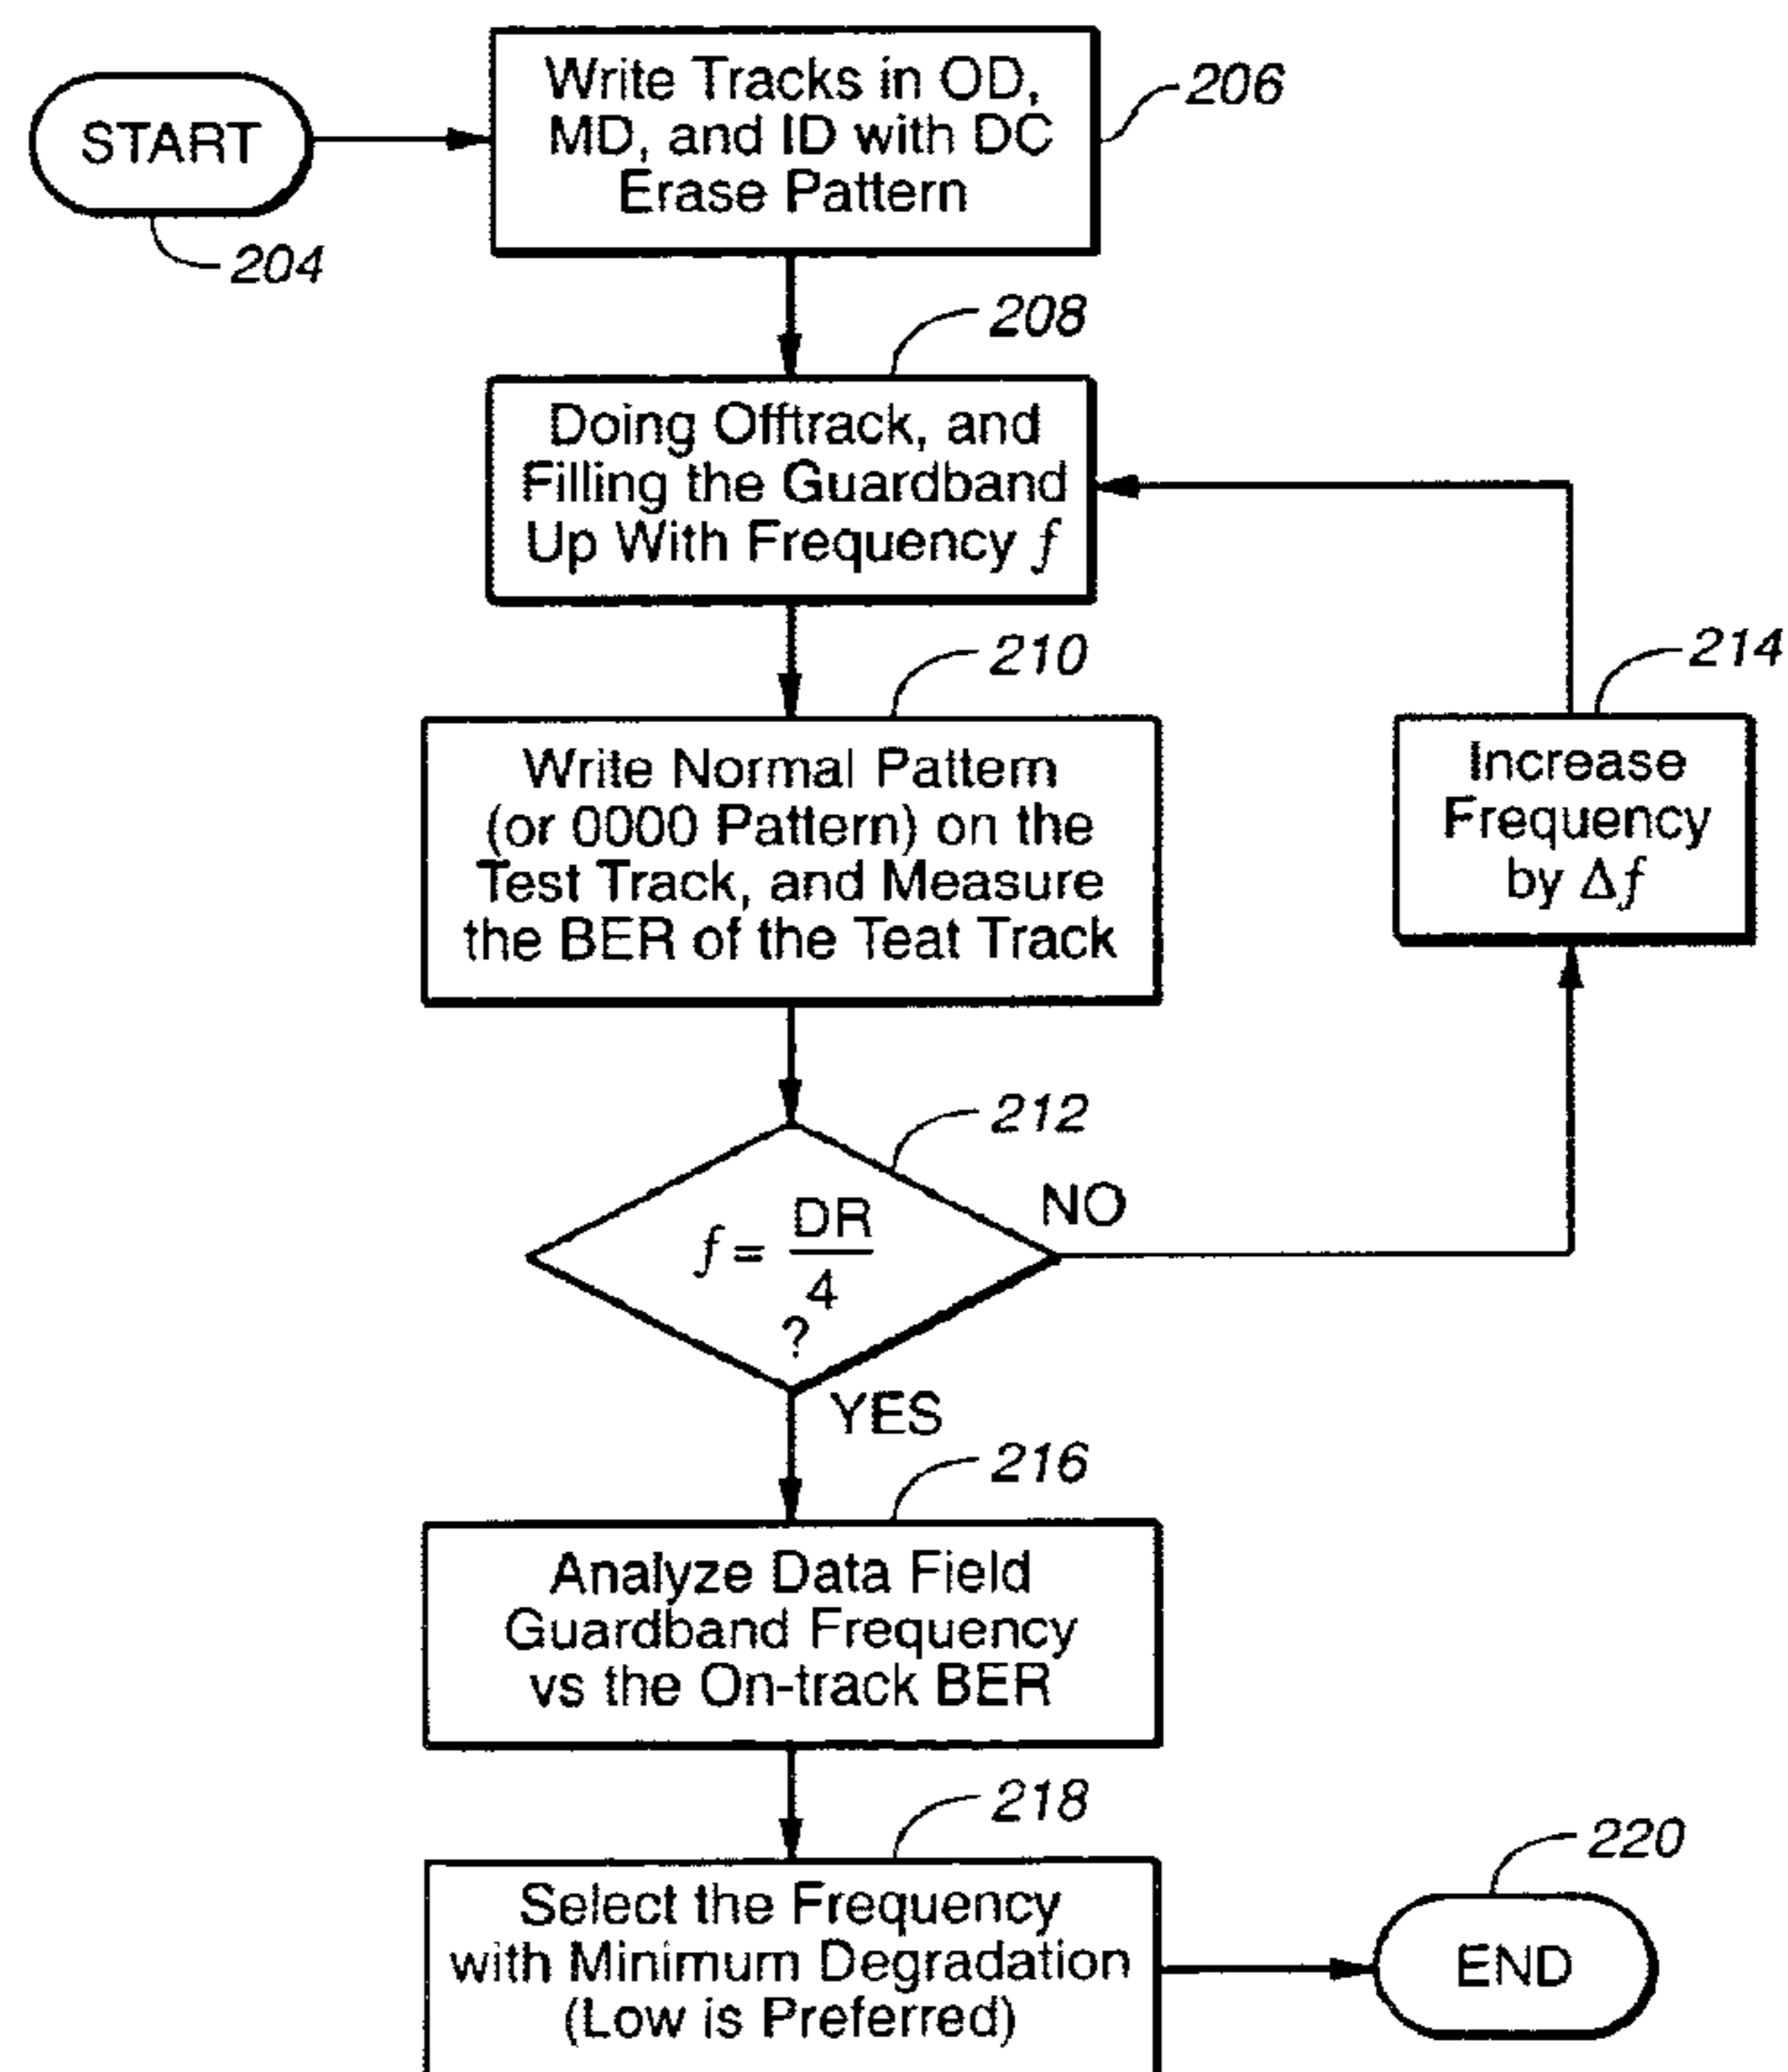 START
204
Write Tracks in OD,
MD, and ID with DC
Erase Pattern
206
208
Doing Offtrack, and
Filling the Guardband
Up With Frequency f
210
Write Normal Pattern
(or 0000 Pattern) on the
Test Track, and Measure
the BER of the Teat Track
214
Increase
Frequency
by Δf
212
f = DR
4
?
NO
YES
216
Analyze Data Field
Guardband Frequency
vs the On-track BER
218
Select the Frequency
with Minimum Degradation
(Low is Preferred)
220
END